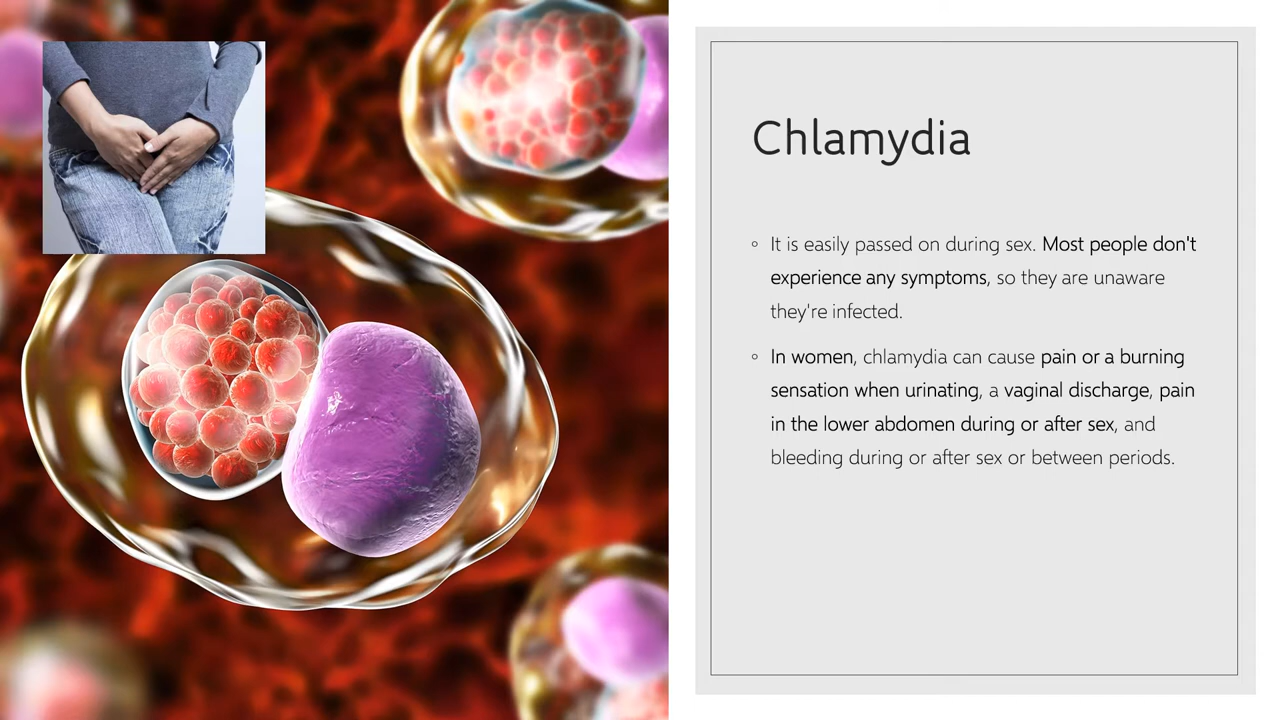 Chlamydia
◦ It is easily passed on during sex. Most people don't
experience any symptoms, so they are unaware
they're infected.
◦ In women, chlamydia can cause pain or a burning
sensation when urinating, a vaginal discharge, pain
in the lower abdomen during or after sex, and
bleeding during or after sex or between periods.